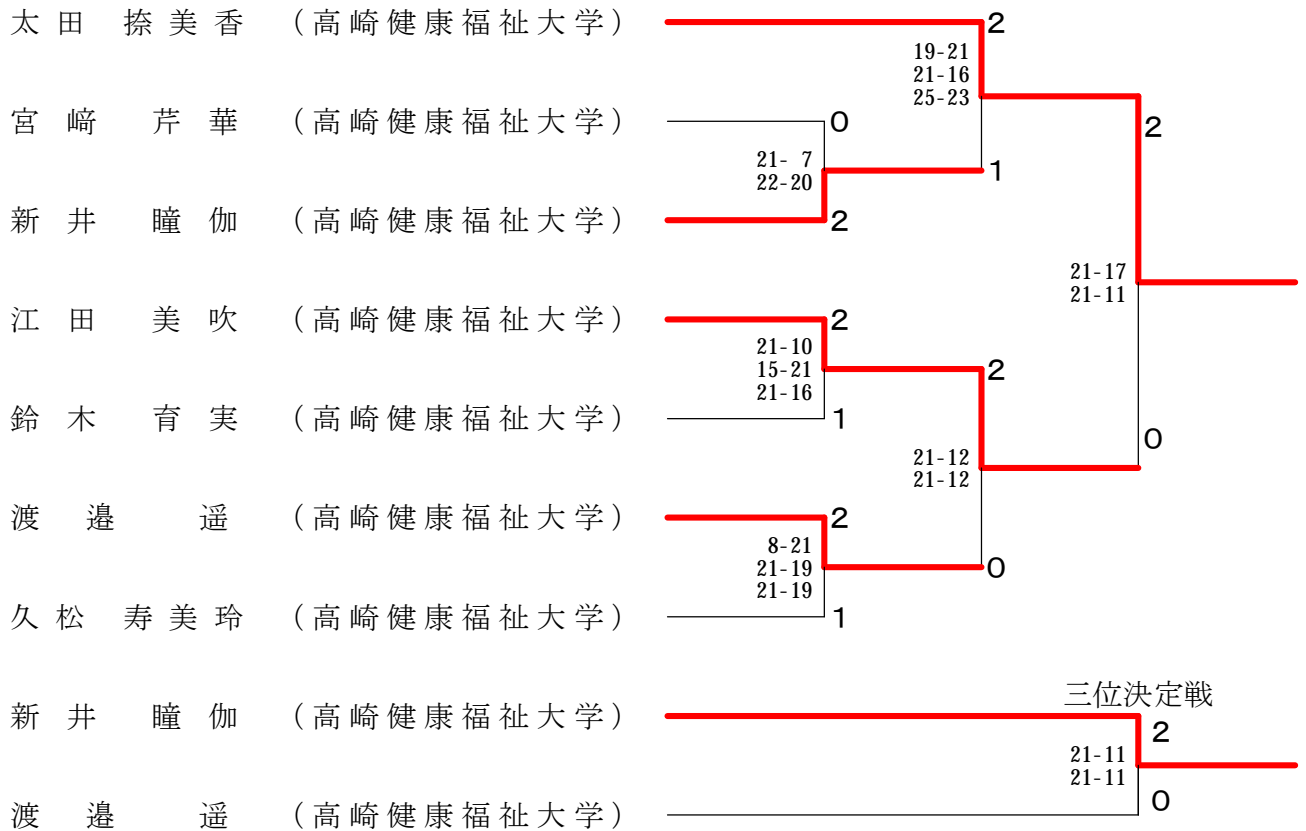 太田 捺美香 (高崎健康福祉大学) 2
19-21
21-16
25-23
宮﨑 芹華 (高崎健康福祉大学) 0
2
21- 7
22-20
1
新井 瞳伽 (高崎健康福祉大学) 2
21-17
21-11
江田 美吹 (高崎健康福祉大学) 2
21-10
15-21
21-16
2
鈴木 育実 (高崎健康福祉大学) 1
0
21-12
21-12
渡邉 遥 (高崎健康福祉大学) 2
8-21
21-19
21-19
0
久松 寿美玲 (高崎健康福祉大学) 1
三位決定戦
新井 瞳伽 (高崎健康福祉大学) 2
21-11
21-11
渡邉 遥 (高崎健康福祉大学) 0